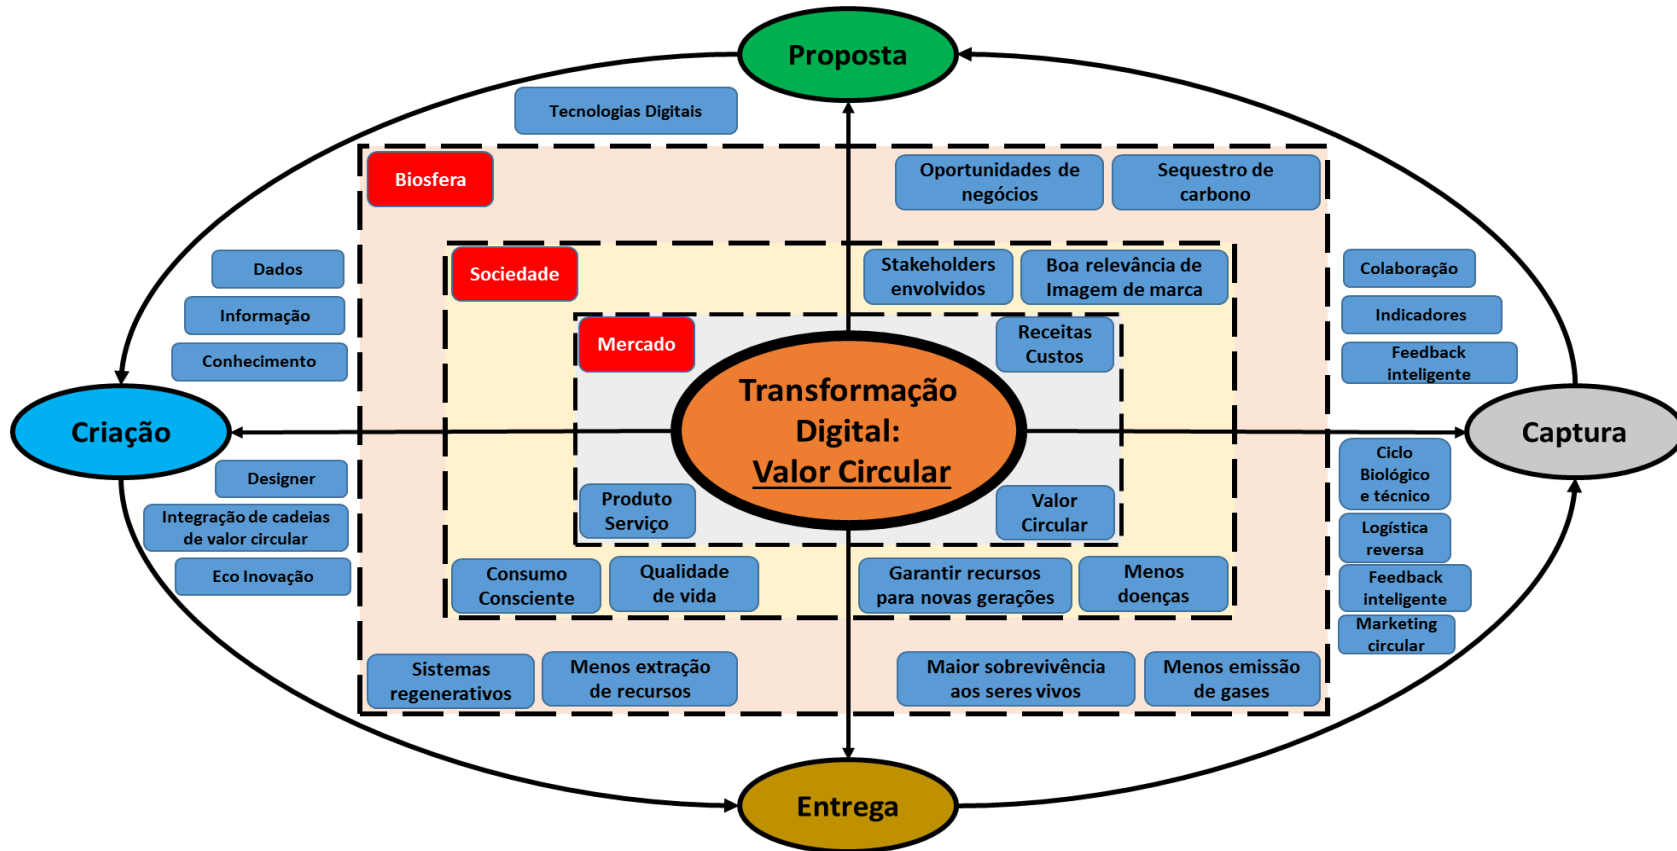 Proposta
Tecnologias Digitais
Biosfera
Oportunidades de
negócios
Sequestro de
carbono
Sociedade
Stakeholders
envolvidos
Boa relevância de
Imagem de marca
Dados
Informação
Conhecimento
Colaboração
Indicadores
Feedback
inteligente
Mercado
Receitas
Custos
Transformação
Digital:
Valor Circular
Criação
Captura
Produto
Serviço
Valor
Circular
Designer
Integração de cadeias
de valor circular
Eco Inovação
Ciclo
Biológico
e técnico
Logística
reversa
Feedback
inteligente
Marketing
circular
Consumo
Consciente
Qualidade
de vida
Garantir recursos
para novas gerações
Menos
doenças
Sistemas
regenerativos
Menos extração
de recursos
Maior sobrevivência
aos seres vivos
Menos emissão
de gases
Entrega